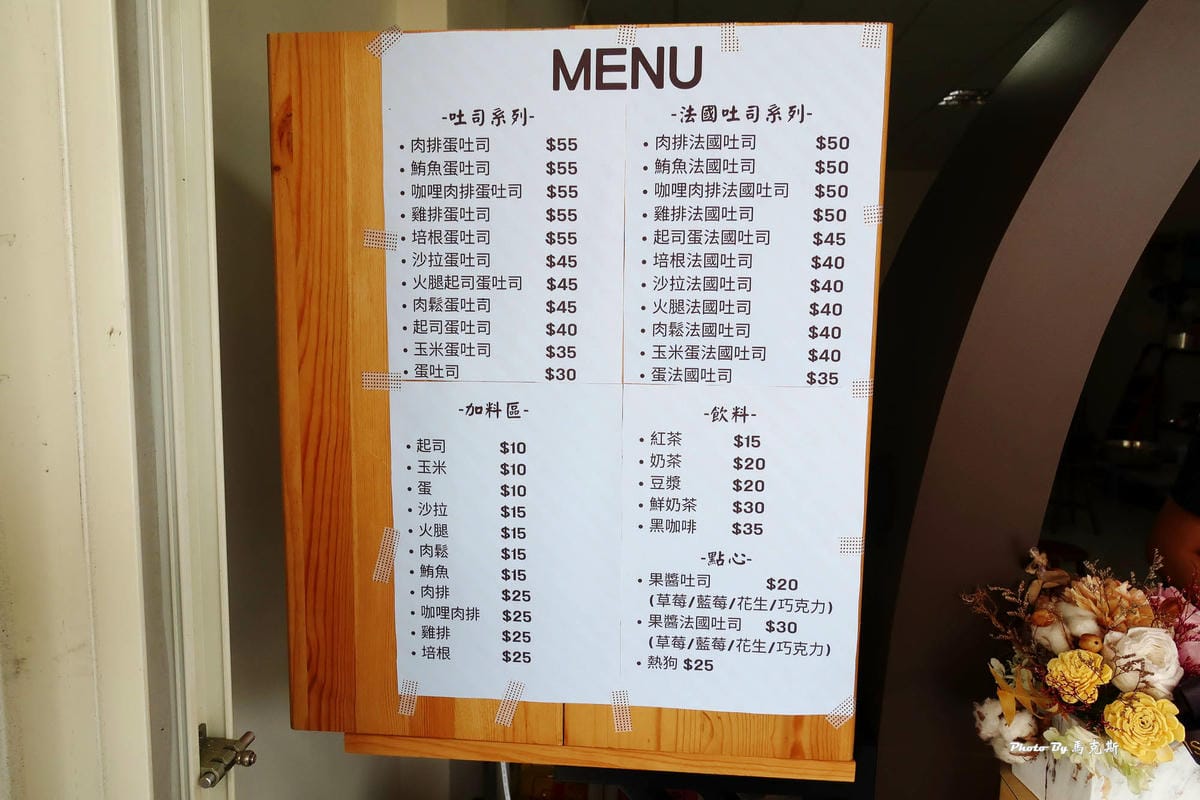 MENU
-吐司系列-
• 肉排蛋吐司 $55
• 鮪魚蛋吐司 $55
• 咖哩肉排蛋吐司 $55
• 雞排蛋吐司 $55
• 培根蛋吐司 $55
• 沙拉蛋吐司 $45
• 火腿起司蛋吐司 $45
• 肉鬆蛋吐司 $45
• 起司蛋吐司 $40
• 玉米蛋吐司 $35
• 蛋吐司 $30
-法國吐司系列-
• 肉排法國吐司 $50
• 鮪魚法國吐司 $50
• 咖哩肉排法國吐司 $50
• 雞排法國吐司 $50
• 起司蛋法國吐司 $45
• 培根法國吐司 $40
• 沙拉法國吐司 $40
• 火腿法國吐司 $40
• 肉鬆法國吐司 $40
• 玉米蛋法國吐司 $40
• 蛋法國吐司 $35
-加料區-
• 起司 $10
• 玉米 $10
• 蛋 $10
• 沙拉 $15
• 火腿 $15
• 肉鬆 $15
• 鮪魚 $15
• 肉排 $25
• 咖哩肉排 $25
• 雞排 $25
• 培根 $25
-飲料-
• 紅茶 $15
• 奶茶 $20
• 豆漿 $20
• 鮮奶茶 $30
• 黑咖啡 $35
-點心-
• 果醬吐司 $20
(草莓/藍莓/花生/巧克力)
• 果醬法國吐司 $30
(草莓/藍莓/花生/巧克力)
• 熱狗 $25
Photo By 馬克斯